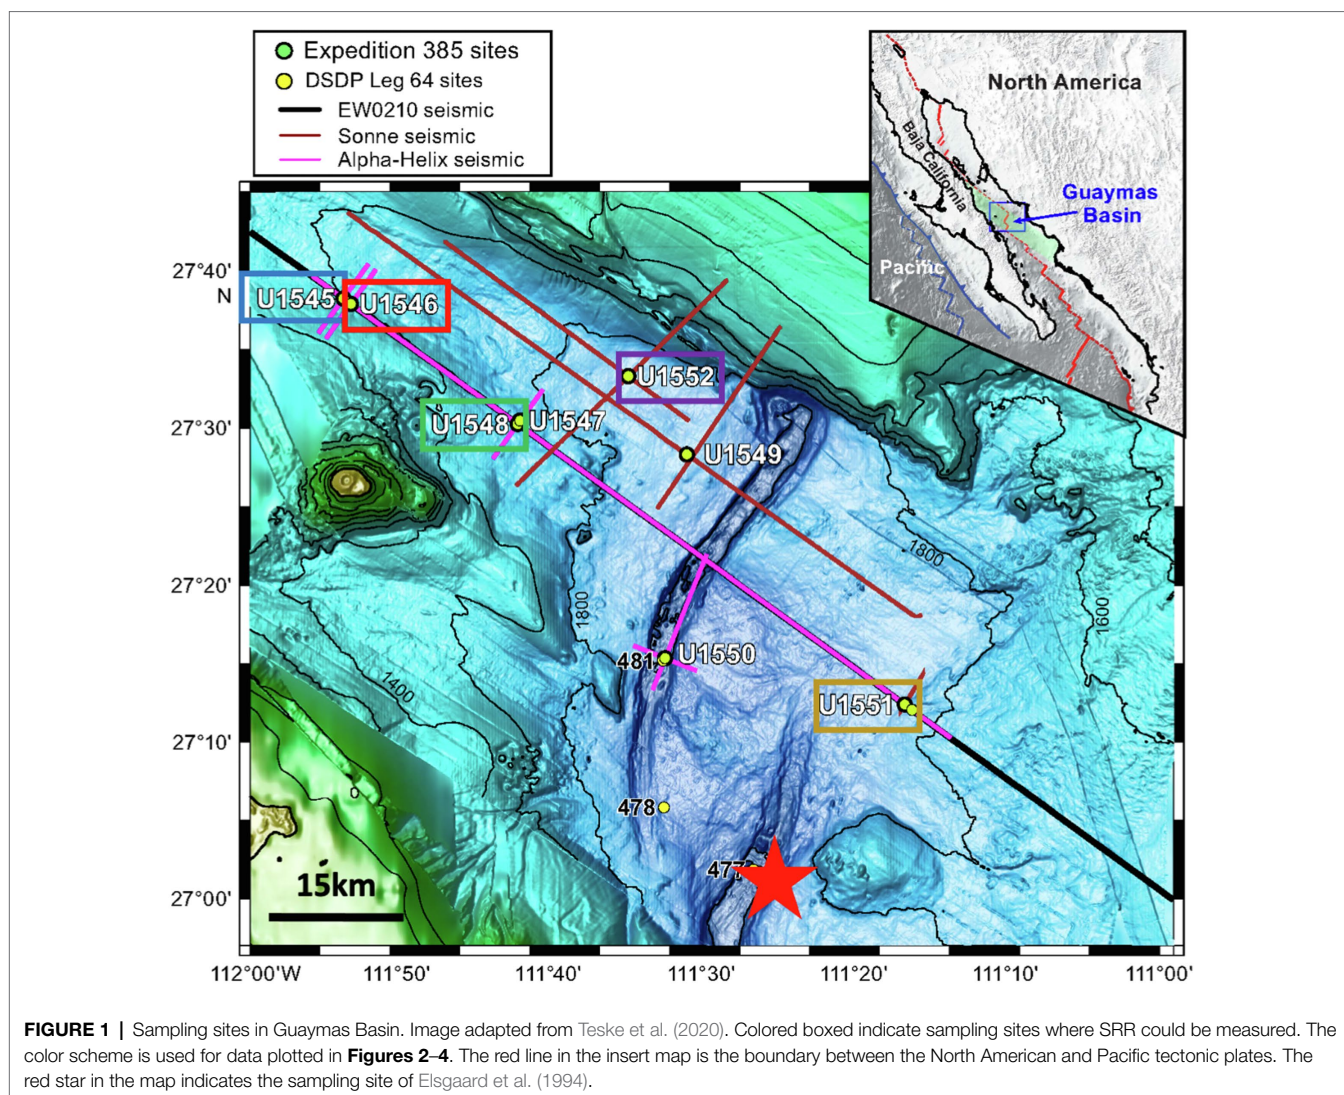 Expedition 385 sites
DSDP Leg 64 sites
EW0210 seismic
Sonne seismic
Alpha-Helix seismic
North America
Baja California
Guaymas
Basin
Pacific
27°40'
N
27°30'
27°20'
27°10'
27°00'
U1545
U1546
U1552
U1548
U1547
U1549
1800
1800
1600
481
U1550
1400
U1551
478
477
15km
112°00'W
111°50'
111°40'
111°30'
111°20'
111°10'
111°00'
FIGURE 1 | Sampling sites in Guaymas Basin. Image adapted from Teske et al. (2020). Colored boxed indicate sampling sites where SRR could be measured. The
color scheme is used for data plotted in Figures 2–4. The red line in the insert map is the boundary between the North American and Pacific tectonic plates. The
red star in the map indicates the sampling site of Elsgaard et al. (1994).